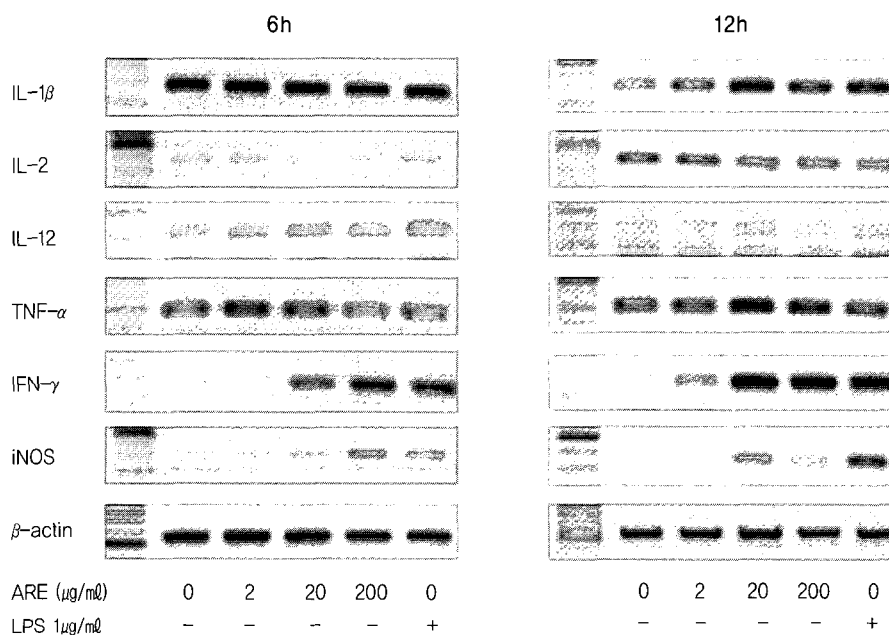 6h 12h
IL-1β
IL-2
IL-12
TNF-α
IFN-γ
iNOS
β-actin
ARE (μg/㎖) 0 2 20 200 0 0 2 20 200 0
LPS 1μg/㎖ - - - - + - - - - +